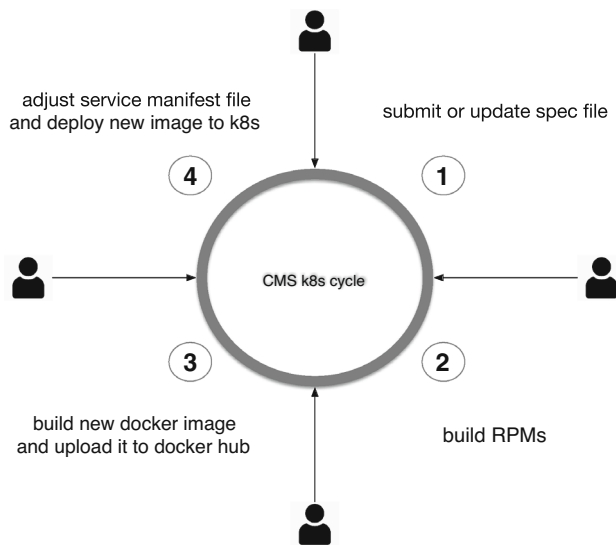 adjust service manifest file
and deploy new image to k8s
submit or update spec file
4
1
CMS k8s cycle
3
2
build new docker image
and upload it to docker hub
build RPMs